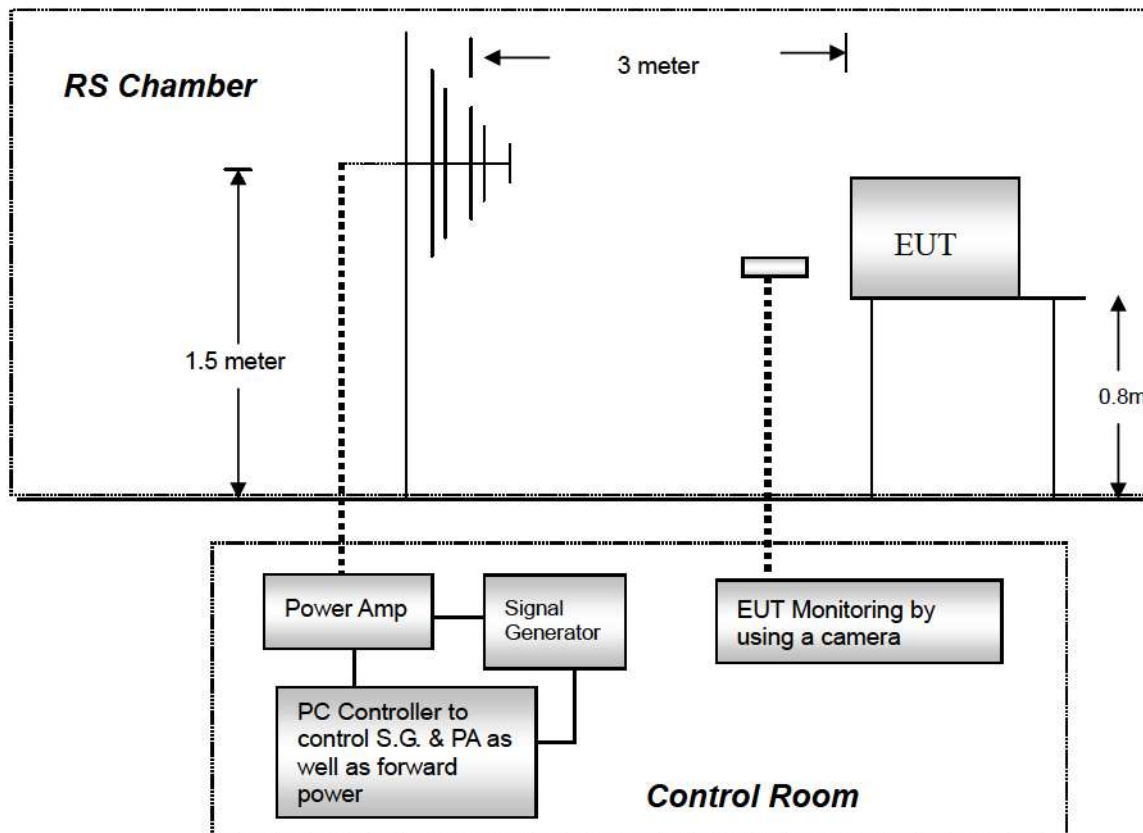 RS Chamber
3 meter
EUT
1.5 meter
0.8m
Power Amp
Signal
Generator
EUT Monitoring by
using a camera
PC Controller to
control S.G. & PA as
well as forward
power
Control Room